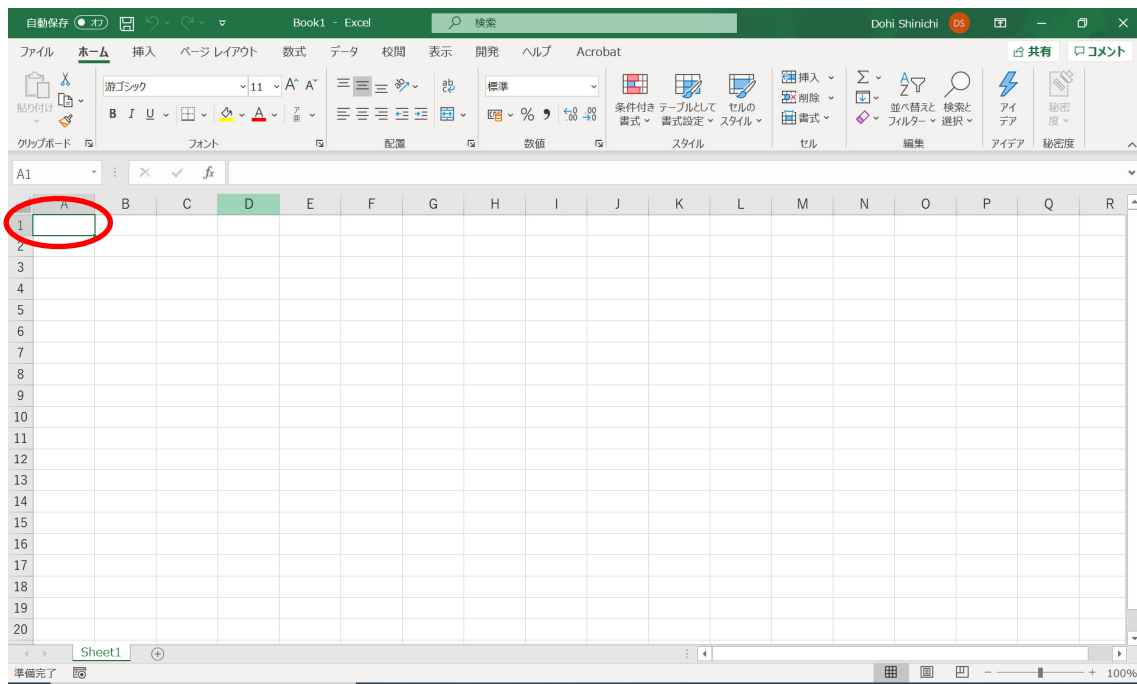 自動保存 オフ Book1 - Excel 検索 Dohi Shinichi DS
ファイル ホーム 挿入 ページ レイアウト 数式 データ 校閲 表示 開発 ヘルプ Acrobat 共有 コメント
貼り付け 游ゴシック 11 A^ A˅ ab 標準 条件付き書式 テーブルとして書式設定 セルのスタイル 挿入 削除 書式 Σ 並べ替えとフィルター 検索と選択 アイデア 秘密度
B I U A ア亜 % 9 .00 .0
クリップボード フォント 配置 数値 スタイル セル 編集 アイデア 秘密度
A1 fx
A B C D E F G H I J K L M N O P Q R
1
2
3
4
5
6
7
8
9
10
11
12
13
14
15
16
17
18
19
20
Sheet1
準備完了 100%